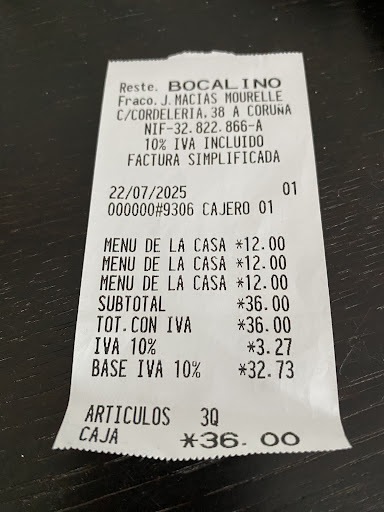 Reste. BOCALINO
Fraco. J. MACIAS MOURELLE
C/CORDELERIA. 38 A CORUÑA
NIF-32.822.866-A
10% IVA INCLUIDO
FACTURA SIMPLIFICADA
22/07/2025 01
000000#9306 CAJERO 01
MENU DE LA CASA *12.00
MENU DE LA CASA *12.00
MENU DE LA CASA *12.00
SUBTOTAL *36.00
TOT.CON IVA *36.00
IVA 10% *3.27
BASE IVA 10% *32.73
ARTICULOS 3Q
CAJA *36.00